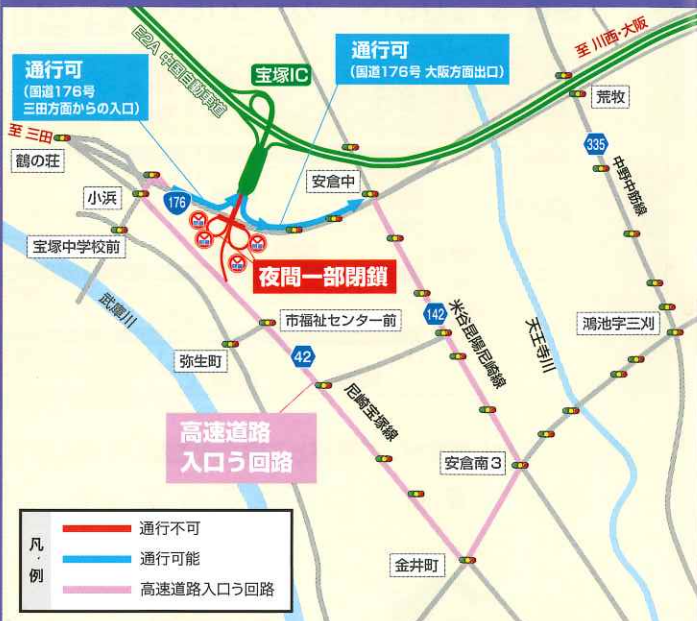 至 川西・大阪
通行可
(国道176号 大阪方面出口)
E2A 中国自動車道
通行可
(国道176号
三田方面からの入口)
宝塚IC
荒牧
335
中野中筋線
至 三田
鶴の荘
安倉中
小浜
176
宝塚中学校前
夜間一部閉鎖
武庫川
市福祉センター前
142
米谷昆陽尼崎線
天王寺川
鴻池字三刈
弥生町
42
尼崎宝塚線
高速道路
入口う回路
安倉南3
金井町
凡・例
通行不可
通行可能
高速道路入口う回路